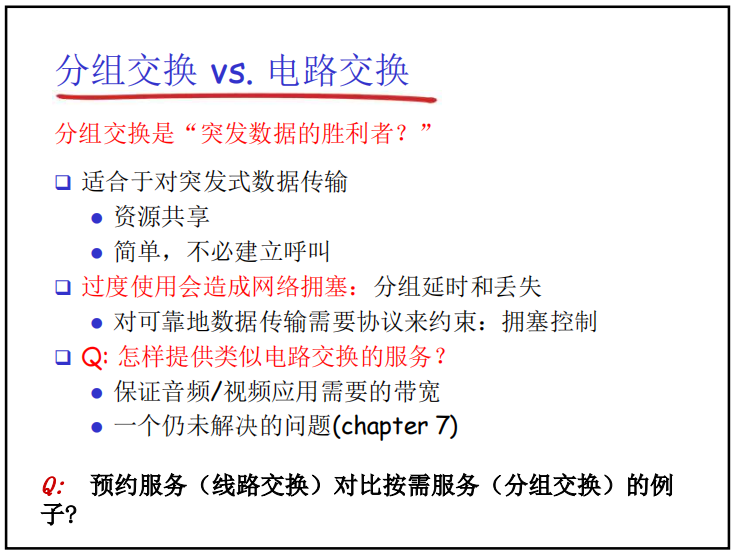 分组交换 vs. 电路交换
分组交换是“突发数据的胜利者？”
适合于对突发式数据传输
资源共享
简单，不必建立呼叫
过度使用会造成网络拥塞：分组延时和丢失
对可靠地数据传输需要协议来约束：拥塞控制
Q: 怎样提供类似电路交换的服务？
保证音频/视频应用需要的带宽
一个仍未解决的问题(chapter 7)
Q: 预约服务（线路交换）对比按需服务（分组交换）的例
子?